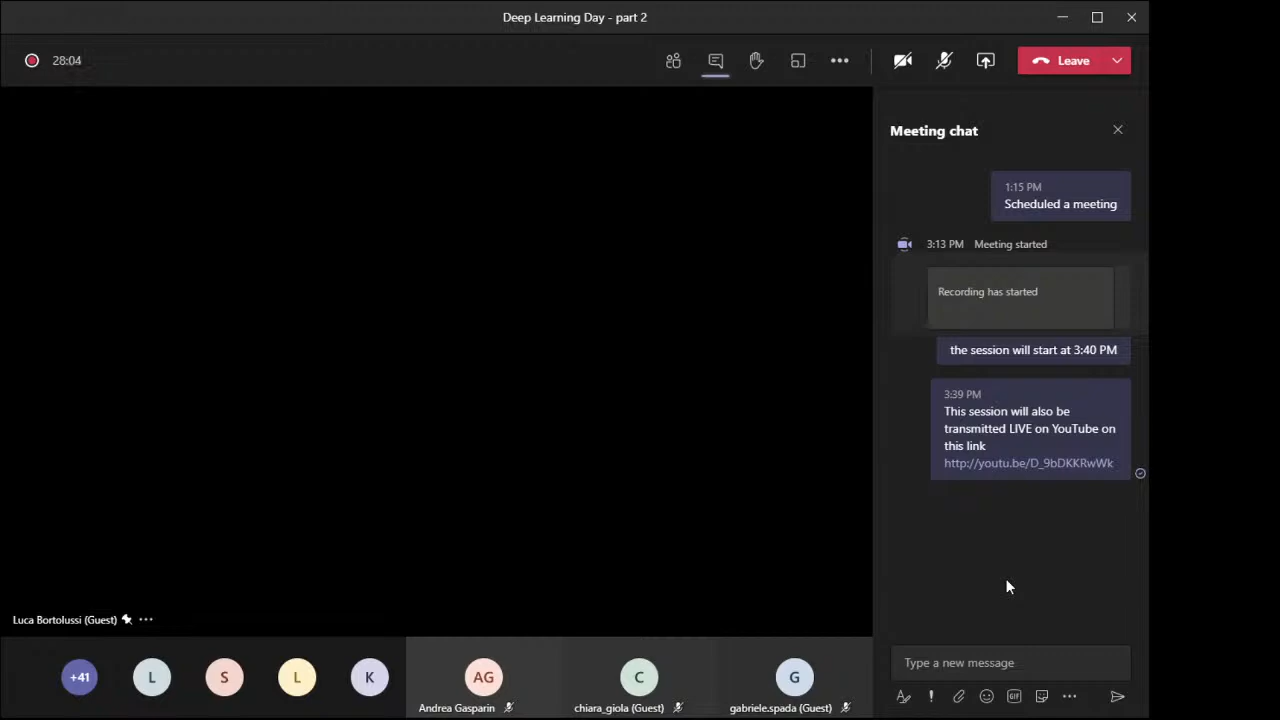 Deep Learning Day - part 2
28:04
Leave
Meeting chat
1:15 PM
Scheduled a meeting
3:13 PM Meeting started
Recording has started
the session will start at 3:40 PM
3:39 PM
This session will also be
transmitted LIVE on YouTube on
this link
http://youtu.be/D_9bDKKRwWk
Luca Bortolussi (Guest)
+41
L
S
L
K
AG
C
G
Andrea Gasparin
chiara_giola (Guest)
gabriele.spada (Guest)
Type a new message
GIF